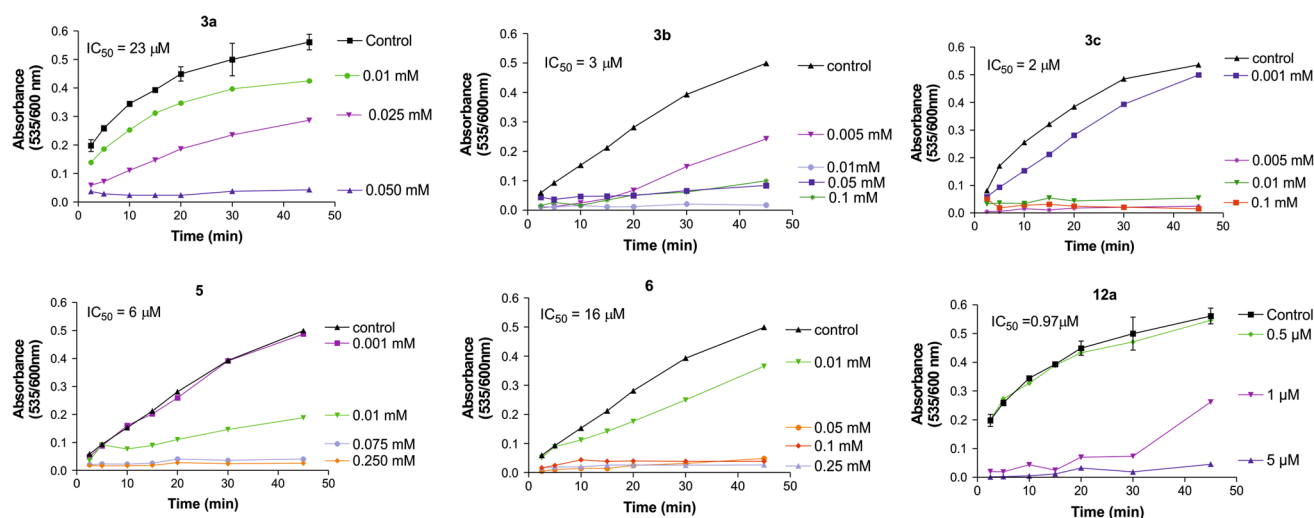 3a
IC50 = 23 μM
Absorbance
(535/600 nm)
0.6
0.5
0.4
0.3
0.2
0.1
0.0
0 10 20 30 40 50
Time (min)
Control
0.01 mM
0.025 mM
0.050 mM
3b
IC50 = 3 μM
Absorbance
(535/600nm)
0.6
0.5
0.4
0.3
0.2
0.1
0.0
0 10 20 30 40 50
Time (min)
control
0.005 mM
0.01mM
0.05 mM
0.1 mM
3c
IC50 = 2 μM
Absorbance
(535/600nm)
0.6
0.5
0.4
0.3
0.2
0.1
0.0
0 10 20 30 40 50
Time (min)
control
0.001 mM
0.005 mM
0.01 mM
0.1 mM
5
IC50 = 6 μM
Absorbance
(535/600nm)
0.6
0.5
0.4
0.3
0.2
0.1
0.0
0 10 20 30 40 50
Time (min)
control
0.001 mM
0.01 mM
0.075 mM
0.250 mM
6
IC50 = 16 μM
Absorbance
(535/600nm)
0.6
0.5
0.4
0.3
0.2
0.1
0.0
0 10 20 30 40 50
Time (min)
control
0.01 mM
0.05 mM
0.1 mM
0.25 mM
12a
IC50 =0.97μM
Absorbance
(535/600 nm)
0.6
0.5
0.4
0.3
0.2
0.1
0.0
0 10 20 30 40 50
Time (min)
Control
0.5 μM
1 μM
5 μM